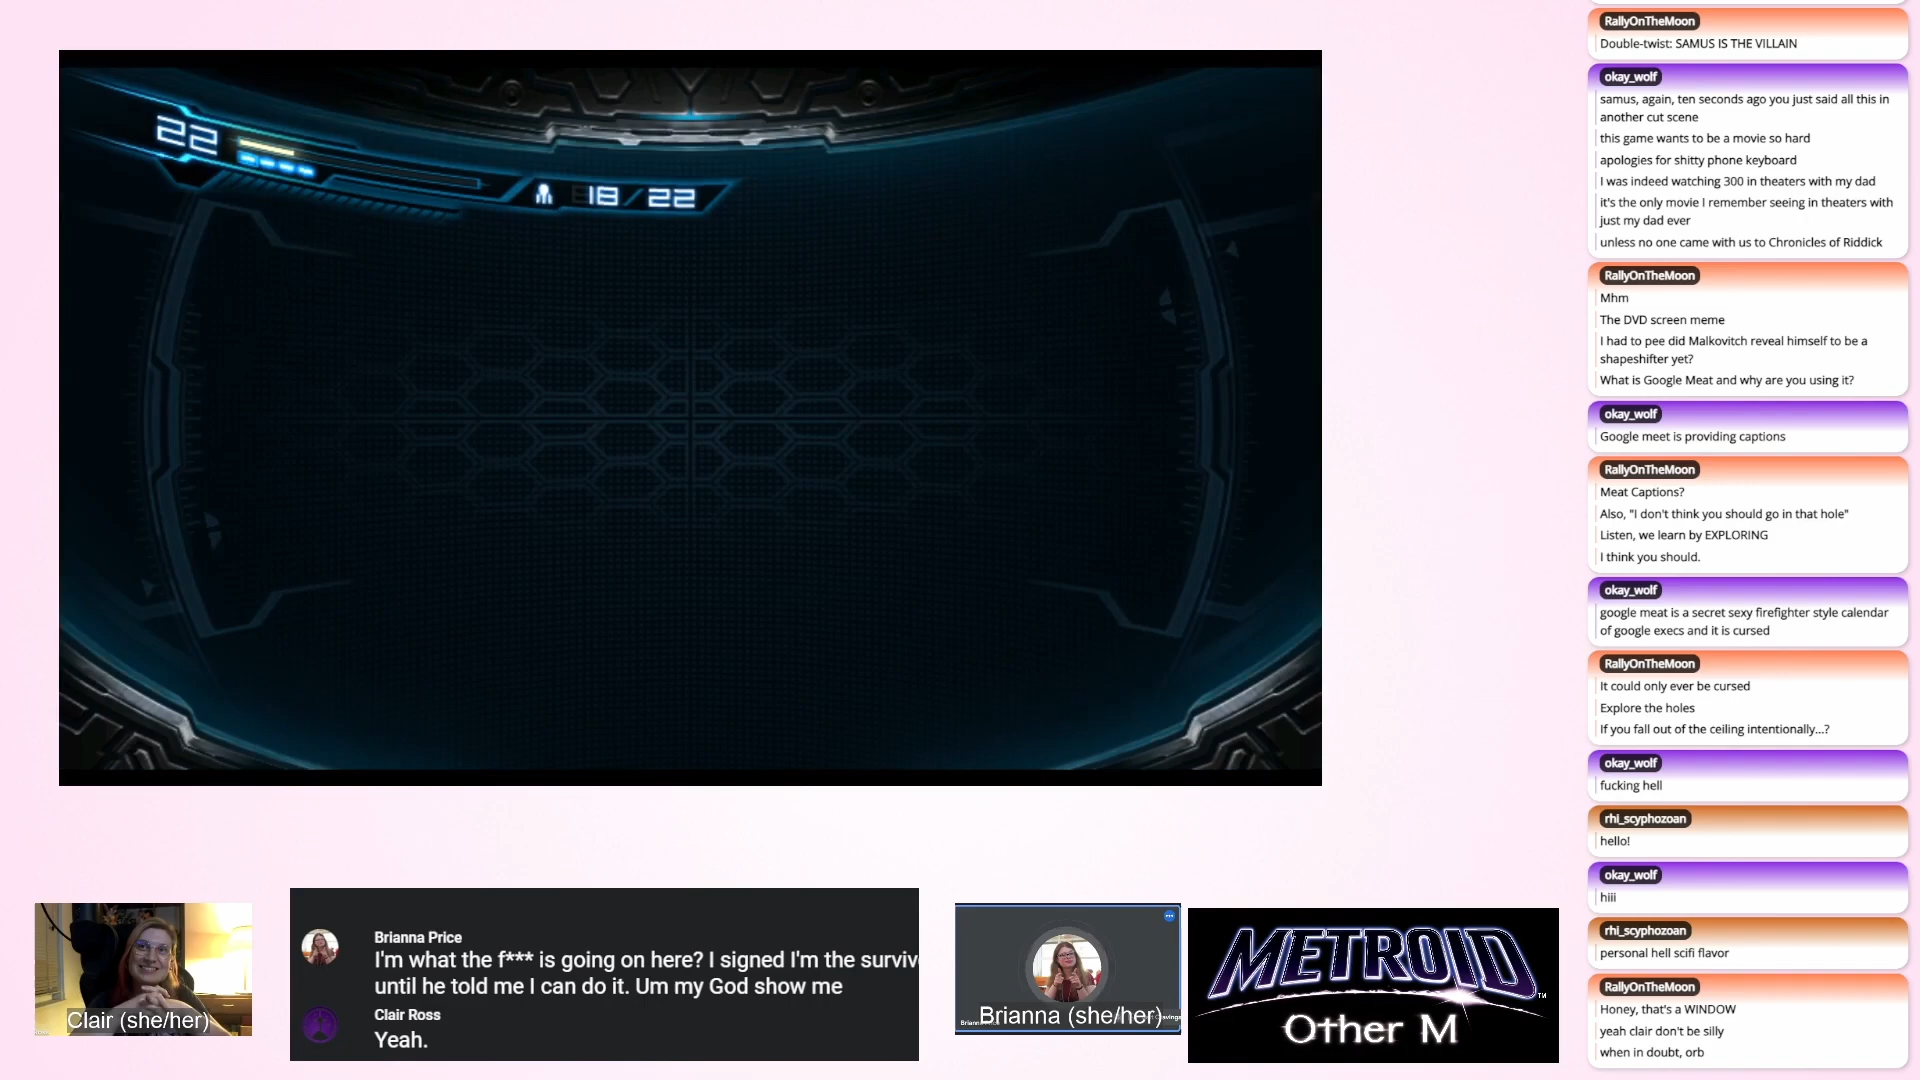 22
18/22
RallyOnTheMoon
Double-twist: SAMUS IS THE VILLAIN
okay_wolf
samus, again, ten seconds ago you just said all this in
another cut scene
this game wants to be a movie so hard
apologies for shitty phone keyboard
I was indeed watching 300 in theaters with my dad
it's the only movie I remember seeing in theaters with
just my dad ever
unless no one came with us to Chronicles of Riddick
RallyOnTheMoon
Mhm
The DVD screen meme
I had to pee did Malkovitch reveal himself to be a
shapeshifter yet?
What is Google Meat and why are you using it?
okay_wolf
Google meet is providing captions
RallyOnTheMoon
Meat Captions?
Also, "I don't think you should go in that hole"
Listen, we learn by EXPLORING
I think you should.
okay_wolf
google meat is a secret sexy firefighter style calendar
of google execs and it is cursed
RallyOnTheMoon
It could only ever be cursed
Explore the holes
If you fall out of the ceiling intentionally...?
okay_wolf
fucking hell
rhi_scyphozoan
hello!
okay_wolf
hiii
rhi_scyphozoan
personal hell scifi flavor
RallyOnTheMoon
Honey, that's a WINDOW
yeah clair don't be silly
when in doubt, orb
Clair (she/her)
Brianna Price
I'm what the f*** is going on here? I signed I'm the surviv
until he told me I can do it. Um my God show me
Clair Ross
Yeah.
Brianna (she/her)
METROID
TM
Other M